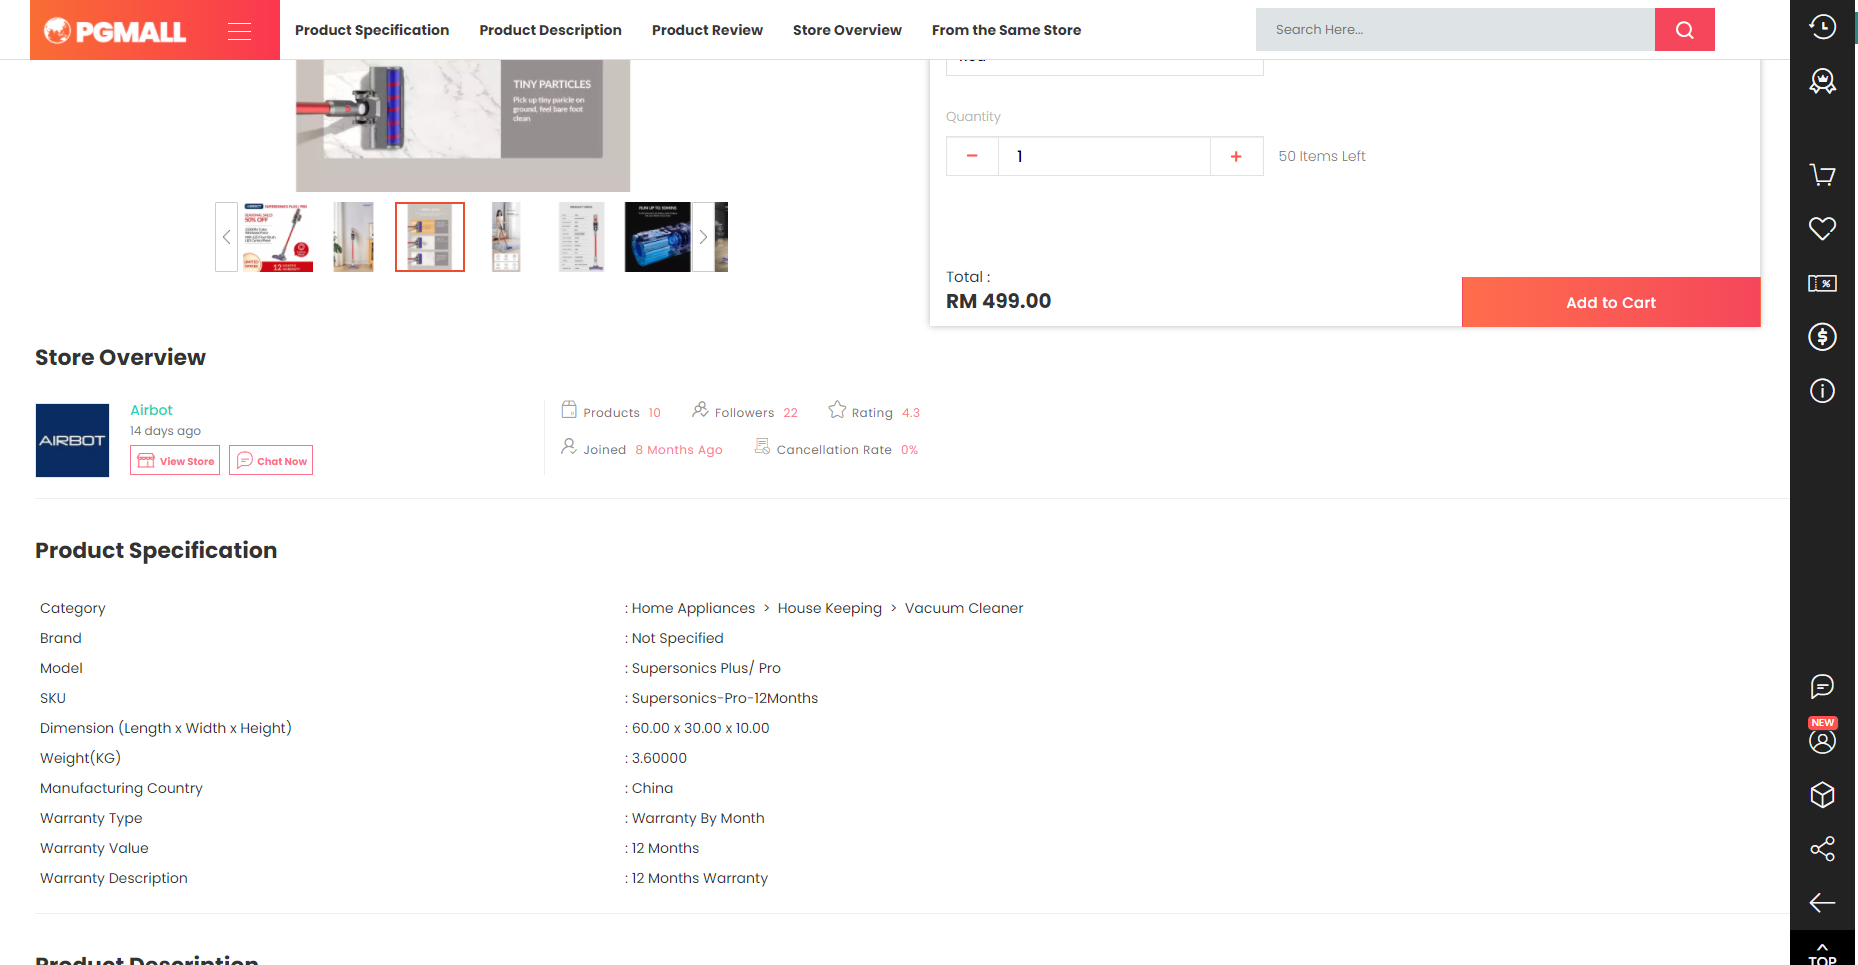 PGMALL
Product Specification
Product Description
Product Review
Store Overview
From the Same Store
Search Here...
TINY PARTICLES
Pick up tiny paricle on
ground, feel bare foot
clean
Quantity
− 1 +
50 Items Left
50% OFF
Total :
RM 499.00
Add to Cart
Store Overview
AIRBOT
Airbot
14 days ago
View Store
Chat Now
Products 10
Followers 22
Rating 4.3
Joined 8 Months Ago
Cancellation Rate 0%
Product Specification
Category : Home Appliances > House Keeping > Vacuum Cleaner
Brand : Not Specified
Model : Supersonics Plus/ Pro
SKU : Supersonics-Pro-12Months
Dimension (Length x Width x Height) : 60.00 x 30.00 x 10.00
Weight(KG) : 3.60000
Manufacturing Country : China
Warranty Type : Warranty By Month
Warranty Value : 12 Months
Warranty Description : 12 Months Warranty
Product Description
NEW
TOP